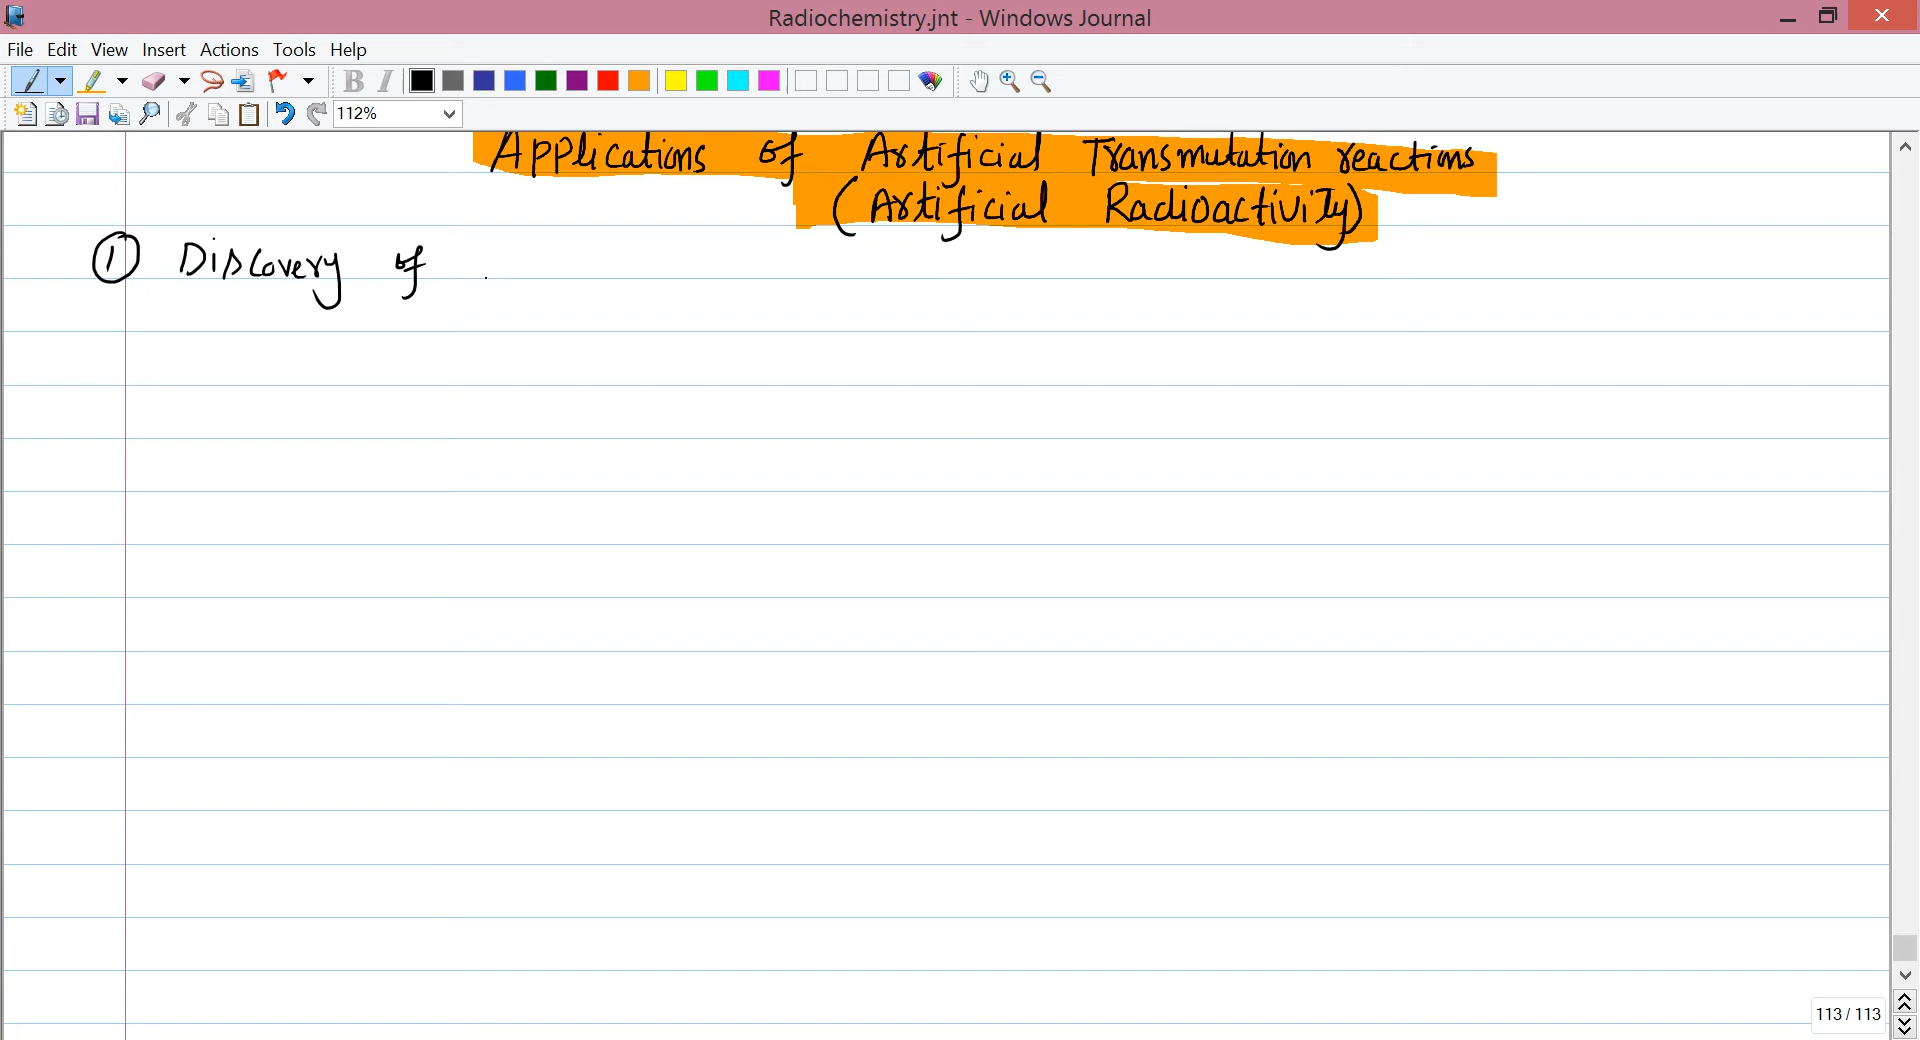 Radiochemistry.jnt - Windows Journal
File Edit View Insert Actions Tools Help
B I
112%
Applications of Artificial Transmutation reactions
(Artificial Radioactivity)
① Discovery of
113 / 113